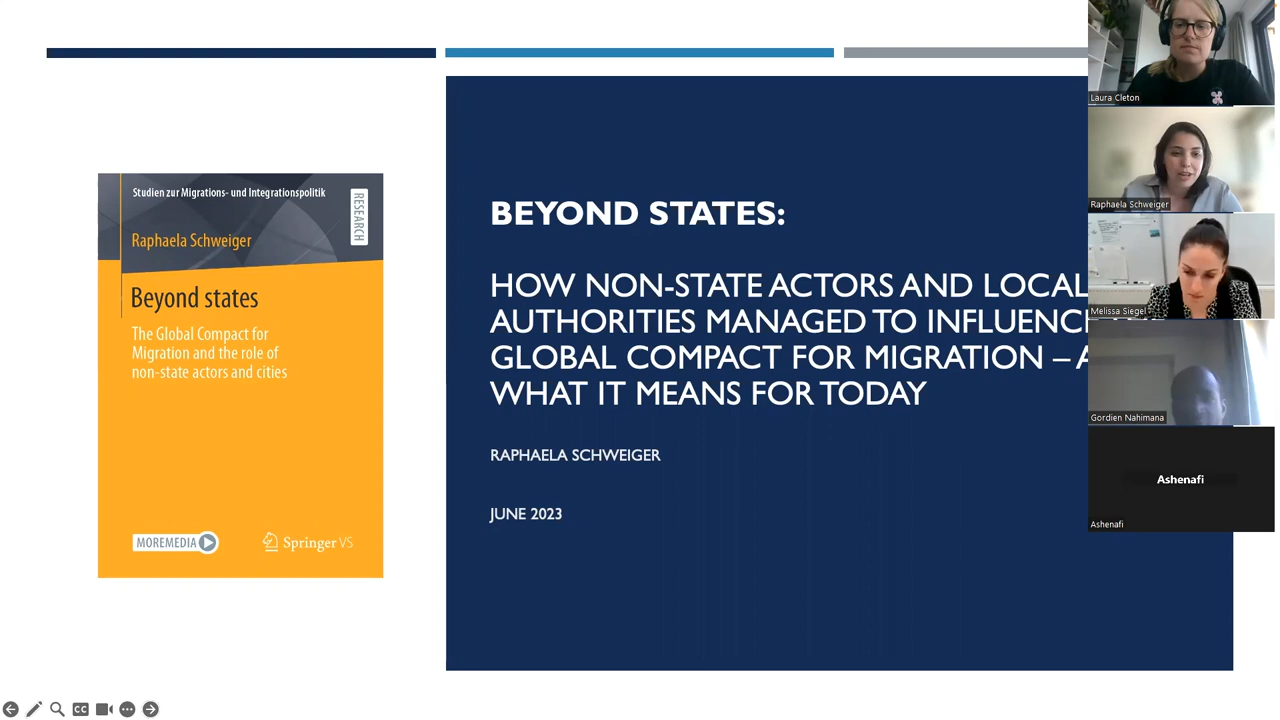 Studien zur Migrations- und Integrationspolitik
RESEARCH
Raphaela Schweiger
Beyond states
The Global Compact for
Migration and the role of
non-state actors and cities
MOREMEDIA
Springer VS
BEYOND STATES:
HOW NON-STATE ACTORS AND LOCAL
AUTHORITIES MANAGED TO INFLUENC
GLOBAL COMPACT FOR MIGRATION – A
WHAT IT MEANS FOR TODAY
RAPHAELA SCHWEIGER
JUNE 2023
Laura Cleton
Raphaela Schweiger
Melissa Siegel
Gordien Nahimana
Ashenafi
Ashenafi
CC